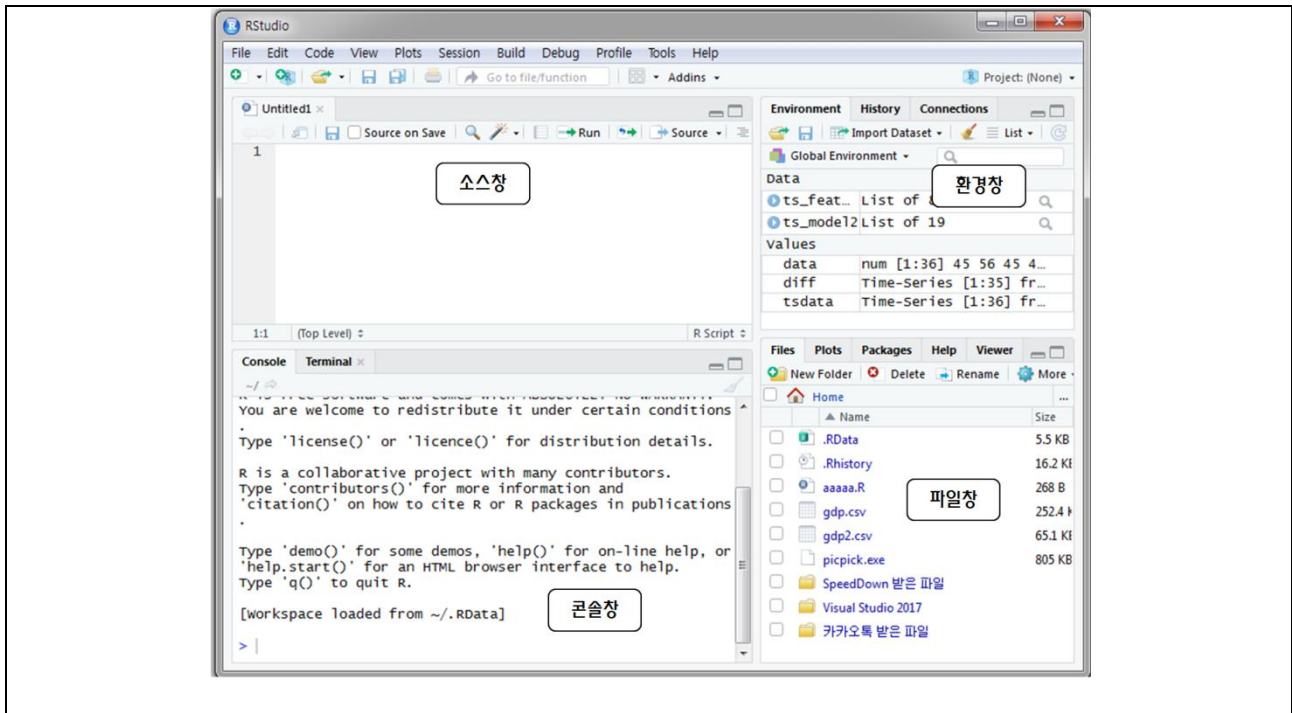 RStudio
File Edit Code View Plots Session Build Debug Profile Tools Help
Go to file/function Addins Project: (None)
Untitled1
Source on Save Run Source
1
소스창
1:1 (Top Level) R Script
Console Terminal
~/
You are welcome to redistribute it under certain conditions
.
Type 'license()' or 'licence()' for distribution details.
R is a collaborative project with many contributors.
Type 'contributors()' for more information and
'citation()' on how to cite R or R packages in publications
.
Type 'demo()' for some demos, 'help()' for on-line help, or
'help.start()' for an HTML browser interface to help.
Type 'q()' to quit R.
[Workspace loaded from ~/.RData]
콘솔창
>
Environment History Connections
Import Dataset List
Global Environment
환경창
Data
ts_feat… List of
ts_model2 List of 19
values
data num [1:36] 45 56 45 4…
diff Time-Series [1:35] fr…
tsdata Time-Series [1:36] fr…
Files Plots Packages Help Viewer
New Folder Delete Rename More
Home ...
Name Size
.RData 5.5 KB
.Rhistory 16.2 KB
aaaaa.R 268 B
파일창
gdp.csv 252.4
gdp2.csv 65.1 KB
picpick.exe 805 KB
SpeedDown 받은 파일
Visual Studio 2017
카카오톡 받은 파일